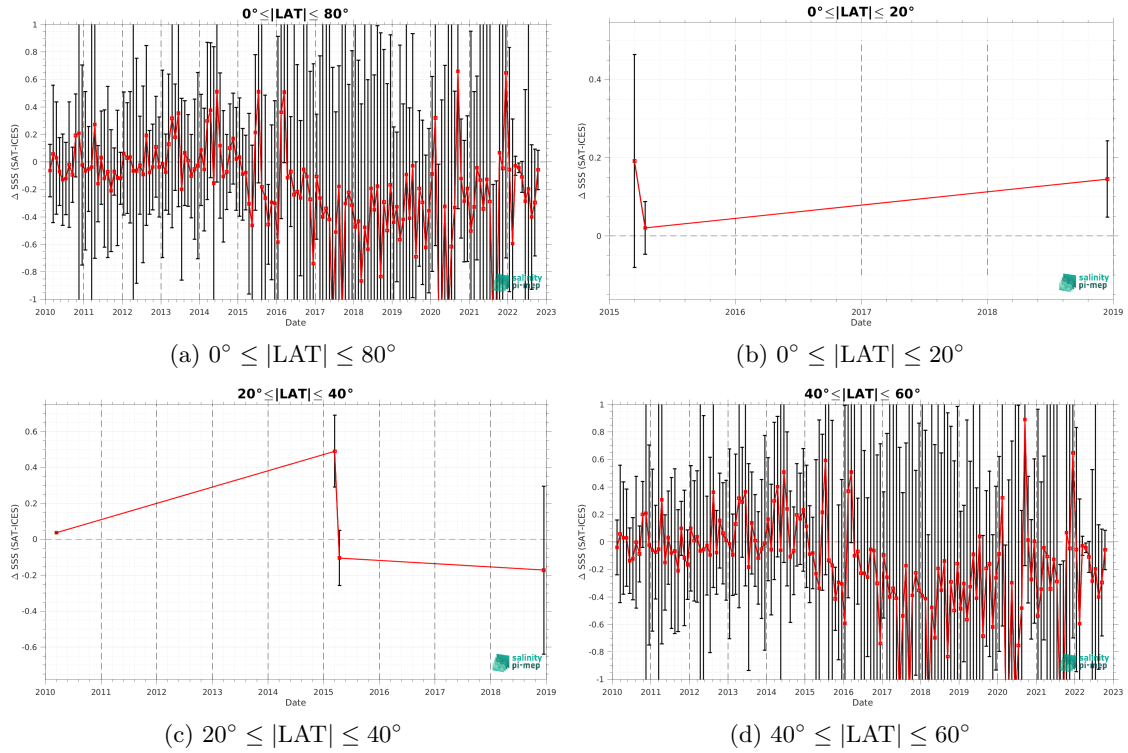 0°≤|LAT|≤ 80°
Δ SSS (SAT-ICES)
1
0.8
0.6
0.4
0.2
0
-0.2
-0.4
-0.6
-0.8
-1
2010 2011 2012 2013 2014 2015 2016 2017 2018 2019 2020 2021 2022 2023
Date
salinity
pi-mep
(a) 0° ≤ |LAT| ≤ 80°
0°≤|LAT|≤ 20°
Δ SSS (SAT-ICES)
0.4
0.2
0
2015 2016 2017 2018 2019
Date
salinity
pi-mep
(b) 0° ≤ |LAT| ≤ 20°
20°≤|LAT|≤ 40°
Δ SSS (SAT-ICES)
0.6
0.4
0.2
0
-0.2
-0.4
-0.6
2010 2011 2012 2013 2014 2015 2016 2017 2018 2019
Date
salinity
pi-mep
(c) 20° ≤ |LAT| ≤ 40°
40°≤|LAT|≤ 60°
Δ SSS (SAT-ICES)
1
0.8
0.6
0.4
0.2
0
-0.2
-0.4
-0.6
-0.8
-1
2010 2011 2012 2013 2014 2015 2016 2017 2018 2019 2020 2021 2022 2023
Date
salinity
pi-mep
(d) 40° ≤ |LAT| ≤ 60°